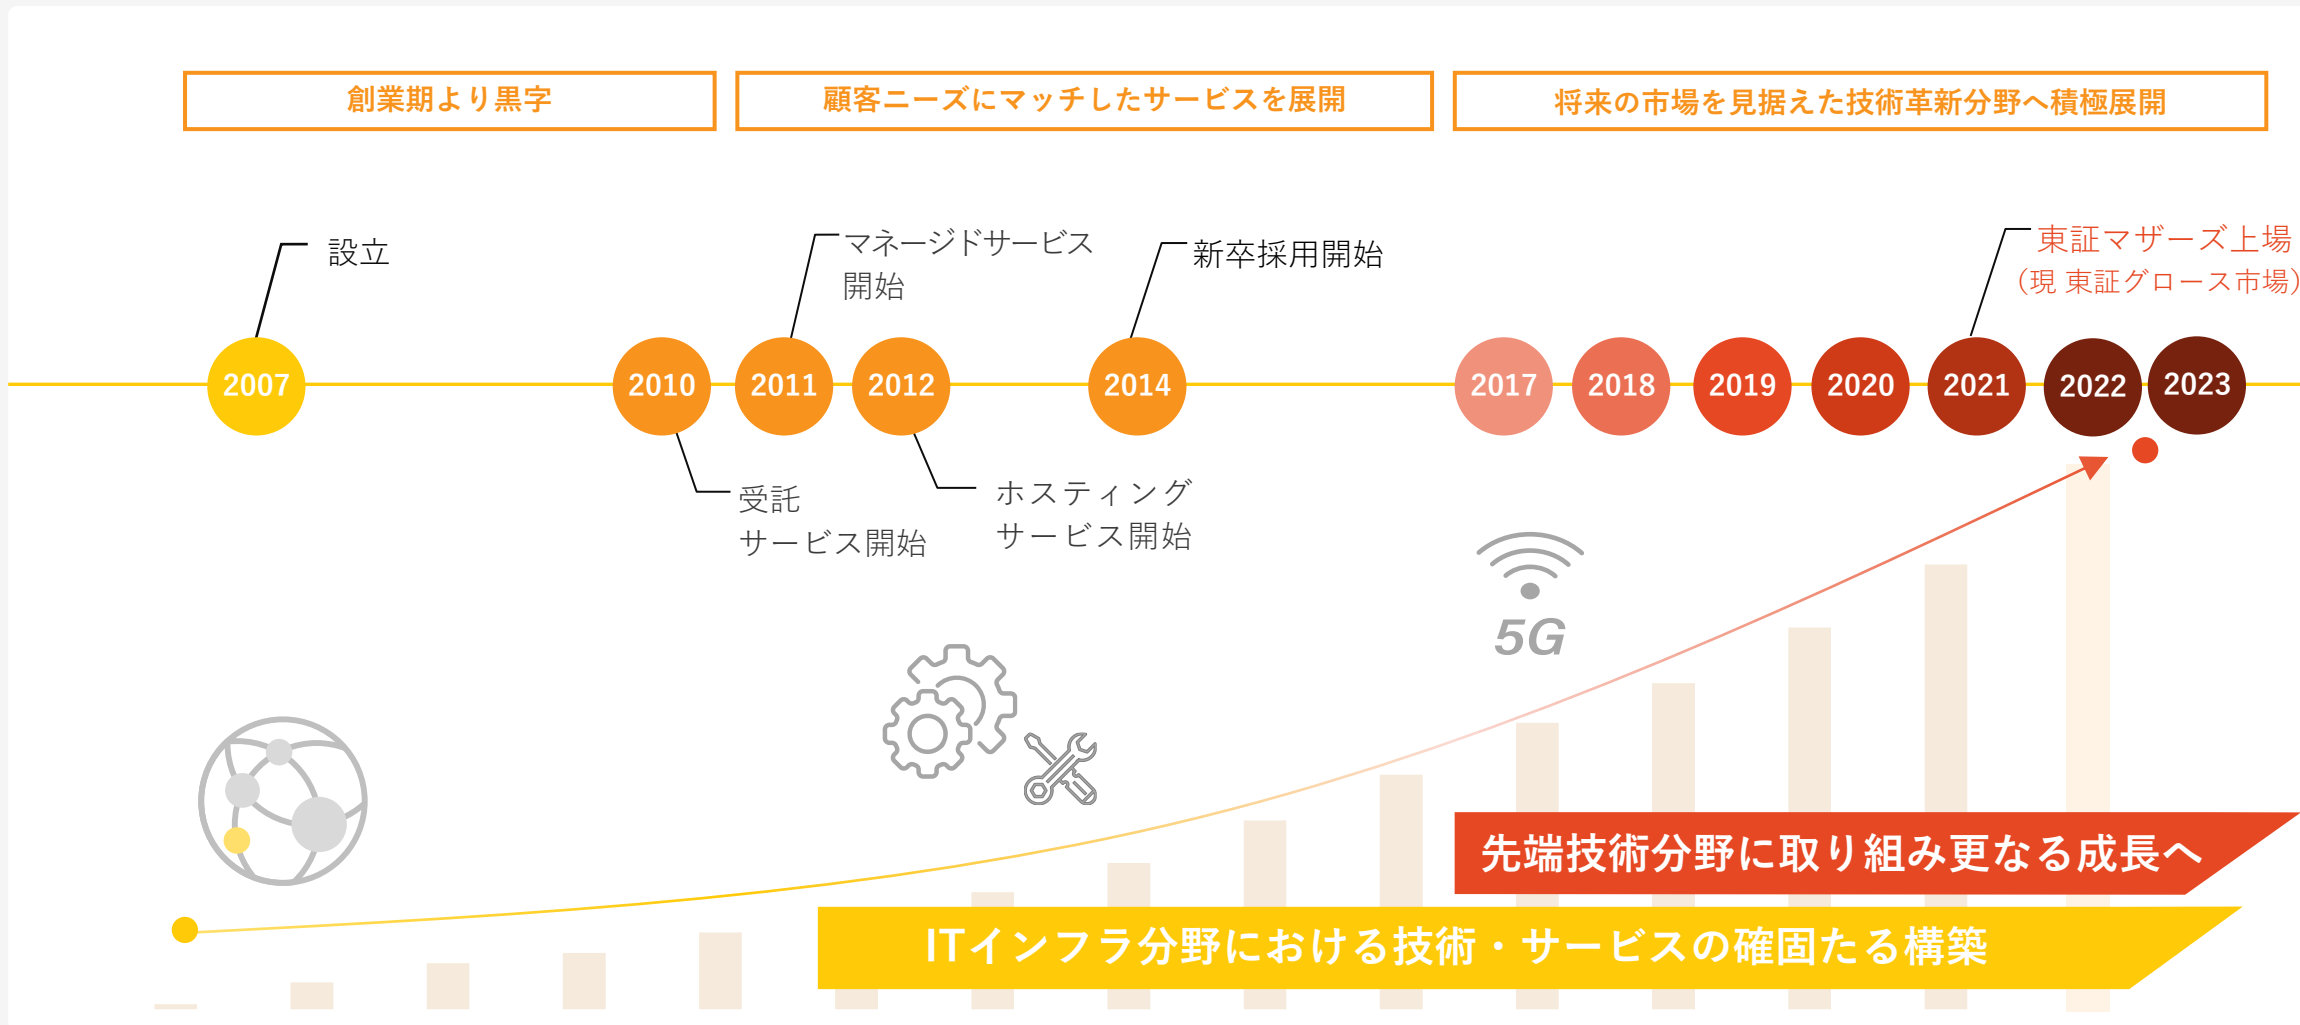 創業期より黒字
顧客ニーズにマッチしたサービスを展開
将来の市場を見据えた技術革新分野へ積極展開
設立
マネージドサービス
開始
新卒採用開始
東証マザーズ上場
（現 東証グロース市場）
2007
2010
2011
2012
2014
2017
2018
2019
2020
2021
2022
2023
受託
サービス開始
ホスティング
サービス開始
5G
先端技術分野に取り組み更なる成長へ
ITインフラ分野における技術・サービスの確固たる構築